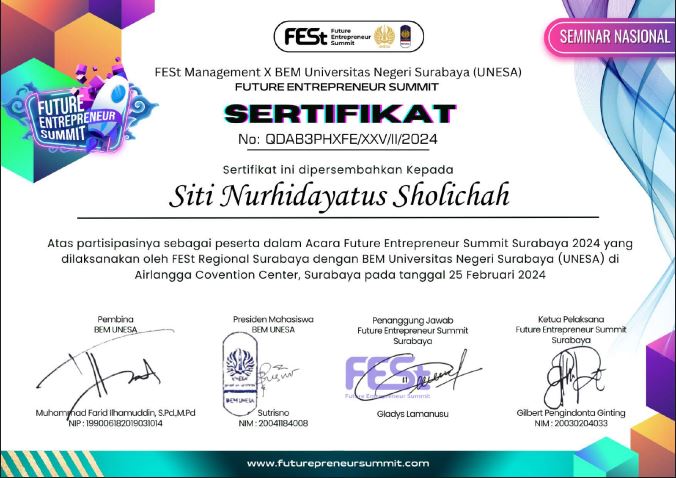 FESt Future Entrepreneur Summit
SEMINAR NASIONAL
FESt Management X BEM Universitas Negeri Surabaya (UNESA)
FUTURE ENTREPRENEUR SUMMIT
FUTURE
ENTREPRENEUR
SUMMIT
SERTIFIKAT
No: QDAB3PHXFE/XXV/II/2024
Sertifikat ini dipersembahkan Kepada
Siti Nurhidayatus Sholichah
Atas partisipasinya sebagai peserta dalam Acara Future Entrepreneur Summit Surabaya 2024 yang
dilaksanakan oleh FESt Regional Surabaya dengan BEM Universitas Negeri Surabaya (UNESA) di
Airlangga Covention Center, Surabaya pada tanggal 25 Februari 2024
Pembina
BEM UNESA
Muhammad Farid Ilhamuddin, S.Pd,M.Pd
NIP : 199006182019031014
Presiden Mahasiswa
BEM UNESA
BEM UNESA
Sutrisno
NIM : 20041184008
Penanggung Jawab
Future Entrepreneur Summit
Surabaya
FESt
Future Entrepreneur Summit
Gladys Lamanusu
Ketua Pelaksana
Future Entrepreneur Summit
Surabaya
Gilbert Pengindonta Ginting
NIM : 20030204033
www.futurepreneursummit.com